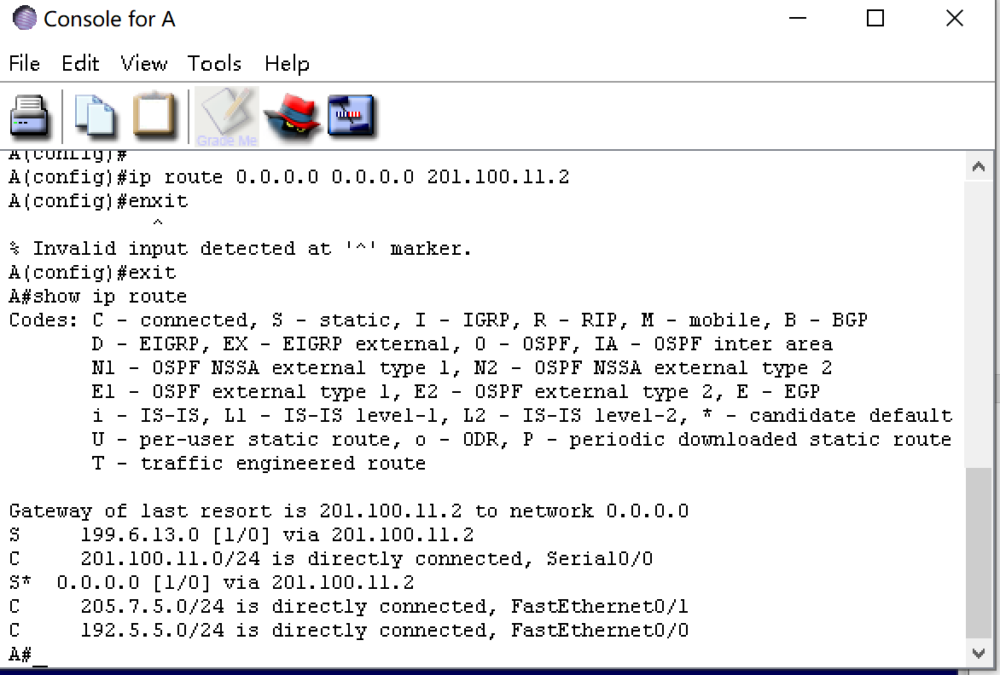 Console for A
File Edit View Tools Help
Grade Me
A(config)#
A(config)#ip route 0.0.0.0 0.0.0.0 201.100.11.2
A(config)#enxit
^
% Invalid input detected at '^' marker.
A(config)#exit
A#show ip route
Codes: C - connected, S - static, I - IGRP, R - RIP, M - mobile, B - BGP
D - EIGRP, EX - EIGRP external, O - OSPF, IA - OSPF inter area
N1 - OSPF NSSA external type 1, N2 - OSPF NSSA external type 2
E1 - OSPF external type 1, E2 - OSPF external type 2, E - EGP
i - IS-IS, L1 - IS-IS level-1, L2 - IS-IS level-2, * - candidate default
U - per-user static route, o - ODR, P - periodic downloaded static route
T - traffic engineered route
Gateway of last resort is 201.100.11.2 to network 0.0.0.0
S 199.6.13.0 [1/0] via 201.100.11.2
C 201.100.11.0/24 is directly connected, Serial0/0
S* 0.0.0.0 [1/0] via 201.100.11.2
C 205.7.5.0/24 is directly connected, FastEthernet0/1
C 192.5.5.0/24 is directly connected, FastEthernet0/0
A#_